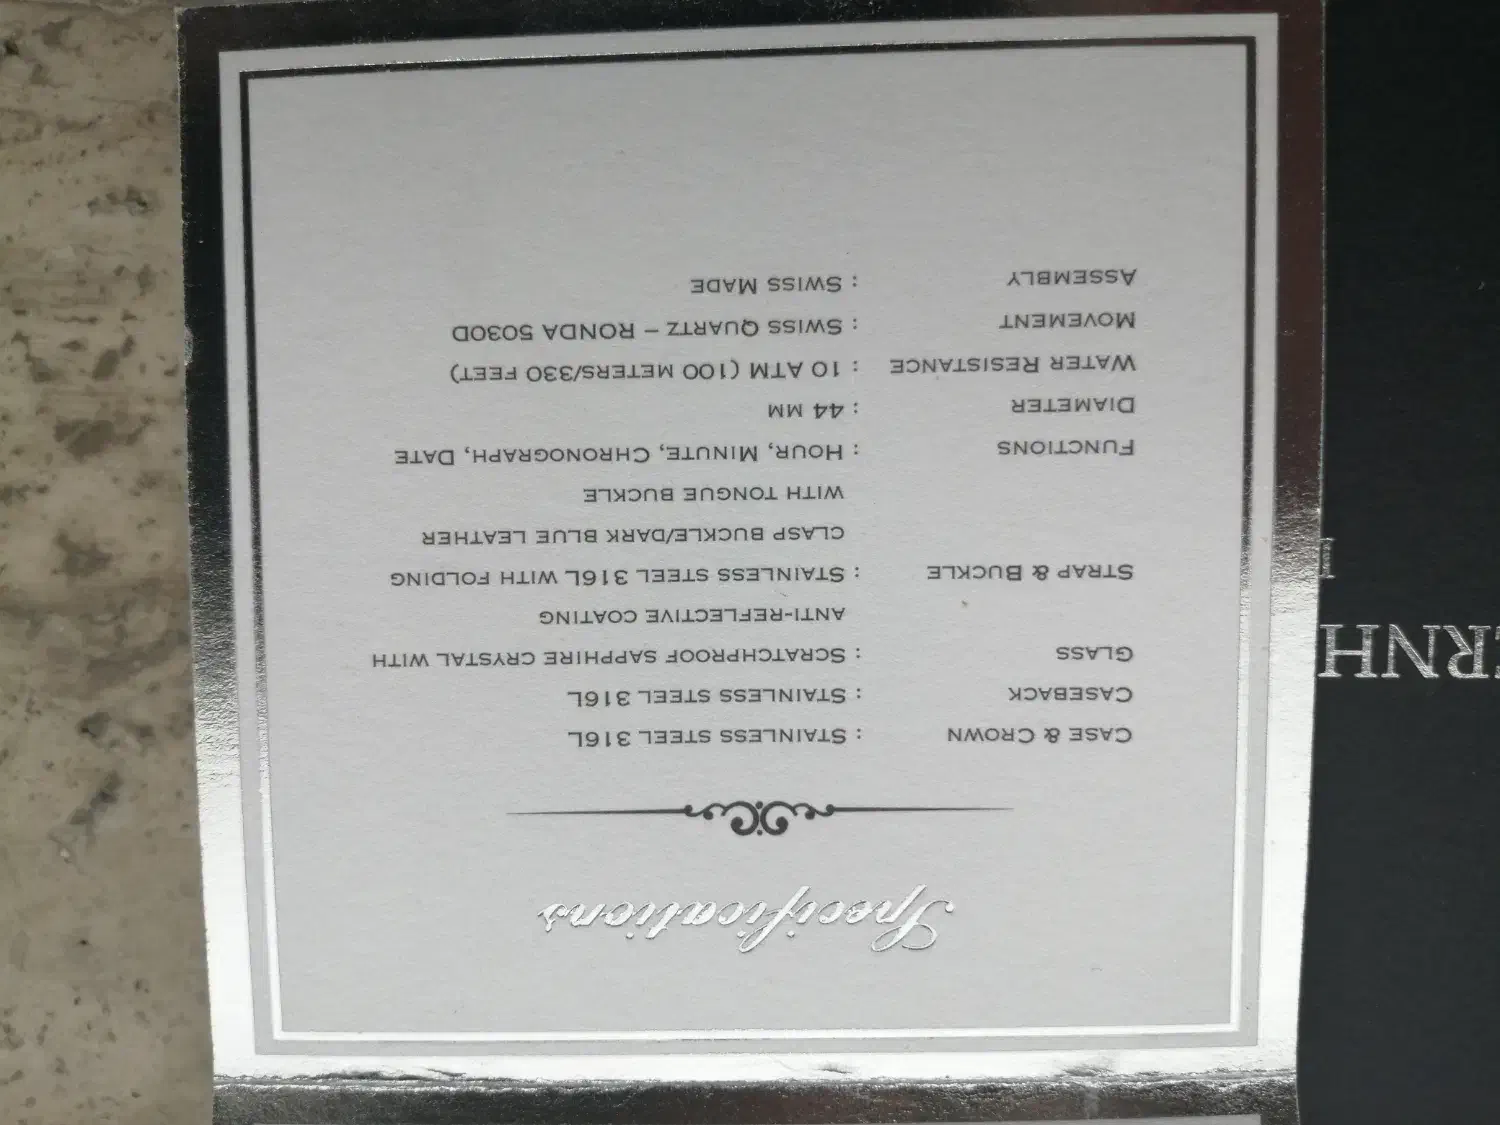 Specifications
CASE & CROWN : STAINLESS STEEL 316L
CASEBACK : STAINLESS STEEL 316L
GLASS : SCRATCHPROOF SAPPHIRE CRYSTAL WITH
ANTI-REFLECTIVE COATING
STRAP & BUCKLE : STAINLESS STEEL 316L WITH FOLDING
CLASP BUCKLE/DARK BLUE LEATHER
WITH TONGUE BUCKLE
FUNCTIONS : HOUR, MINUTE, CHRONOGRAPH, DATE
DIAMETER : 44 MM
WATER RESISTANCE : 10 ATM (100 METERS/330 FEET)
MOVEMENT : SWISS QUARTZ – RONDA 5030D
ASSEMBLY : SWISS MADE